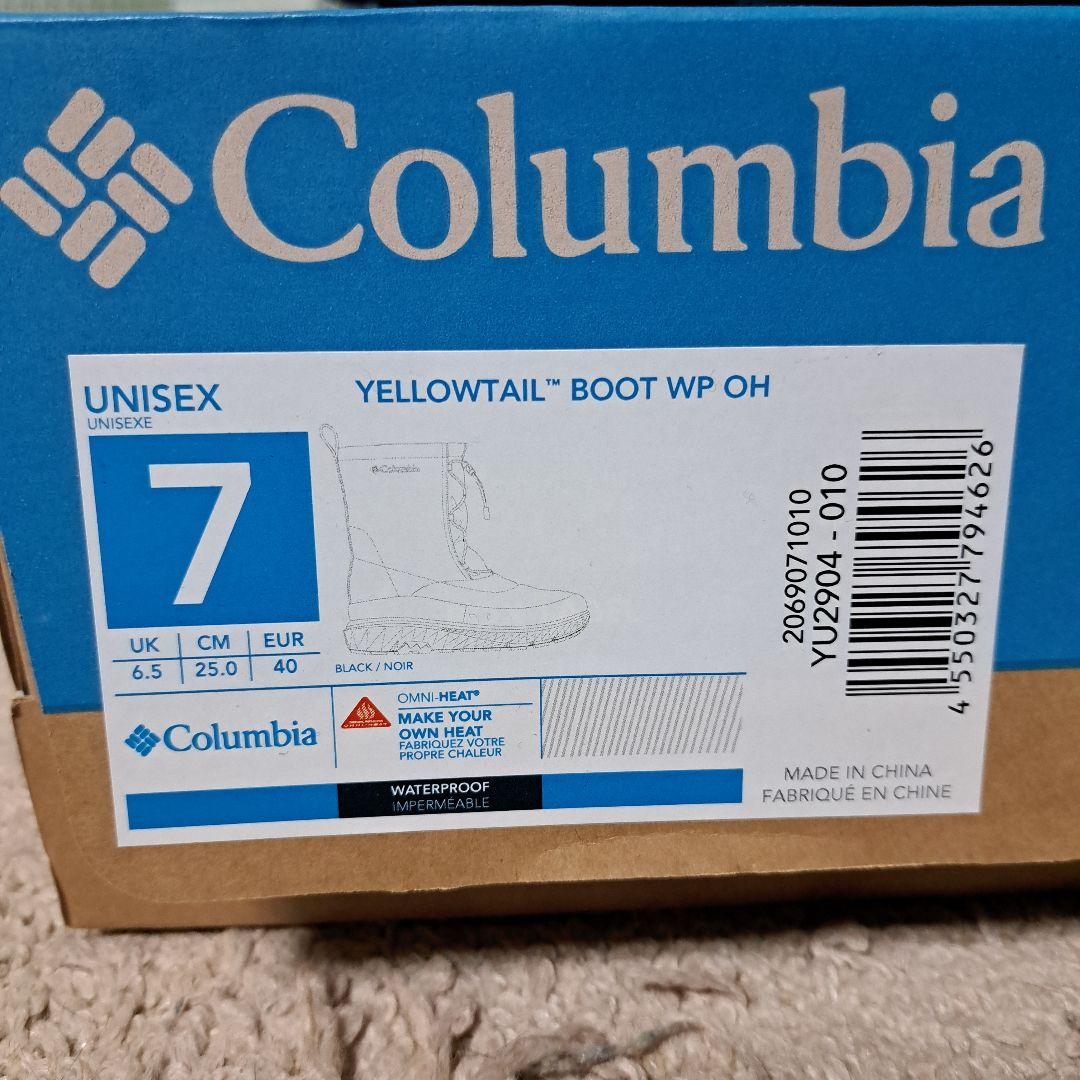 Columbia
UNISEX
UNISEXE
YELLOWTAIL™ BOOT WP OH
7
Columbia
UK CM EUR
6.5 25.0 40
BLACK / NOIR
Columbia
OMNI-HEAT®
MAKE YOUR
OWN HEAT
FABRIQUEZ VOTRE
PROPRE CHALEUR
WATERPROOF
IMPERMÉABLE
2069071010
YU2904 - 010
4 550327 794626
MADE IN CHINA
FABRIQUÉ EN CHINE